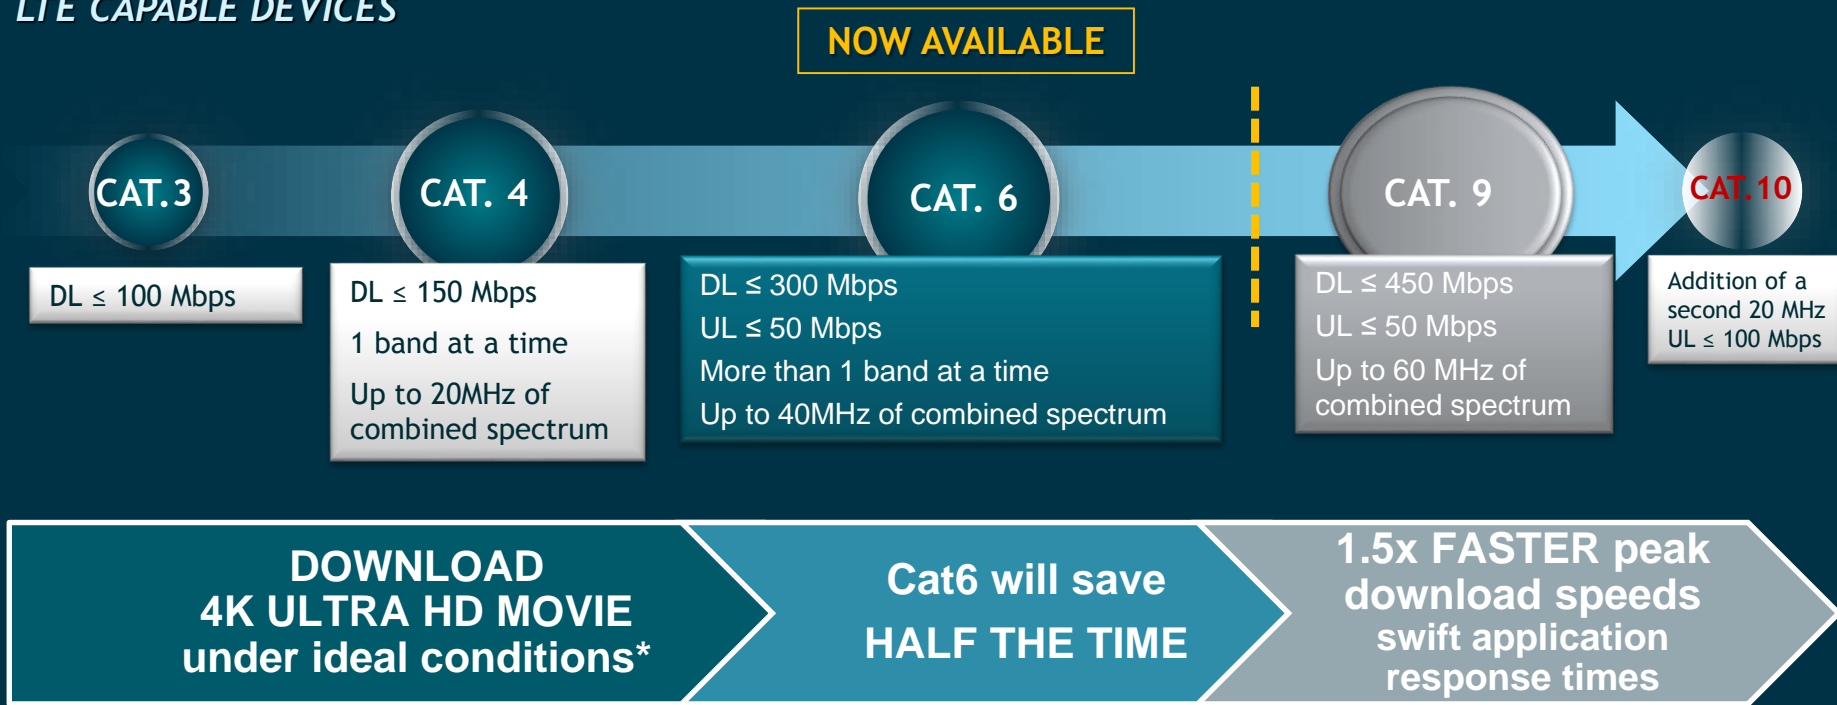 LTE CAPABLE DEVICES
NOW AVAILABLE
CAT.3
CAT. 4
CAT. 6
CAT. 9
CAT.10
DL ≤ 100 Mbps
DL ≤ 150 Mbps
1 band at a time
Up to 20MHz of
combined spectrum
DL ≤ 300 Mbps
UL ≤ 50 Mbps
More than 1 band at a time
Up to 40MHz of combined spectrum
DL ≤ 450 Mbps
UL ≤ 50 Mbps
Up to 60 MHz of
combined spectrum
Addition of a
second 20 MHz
UL ≤ 100 Mbps
DOWNLOAD
4K ULTRA HD MOVIE
under ideal conditions*
Cat6 will save
HALF THE TIME
1.5x FASTER peak
download speeds
swift application
response times